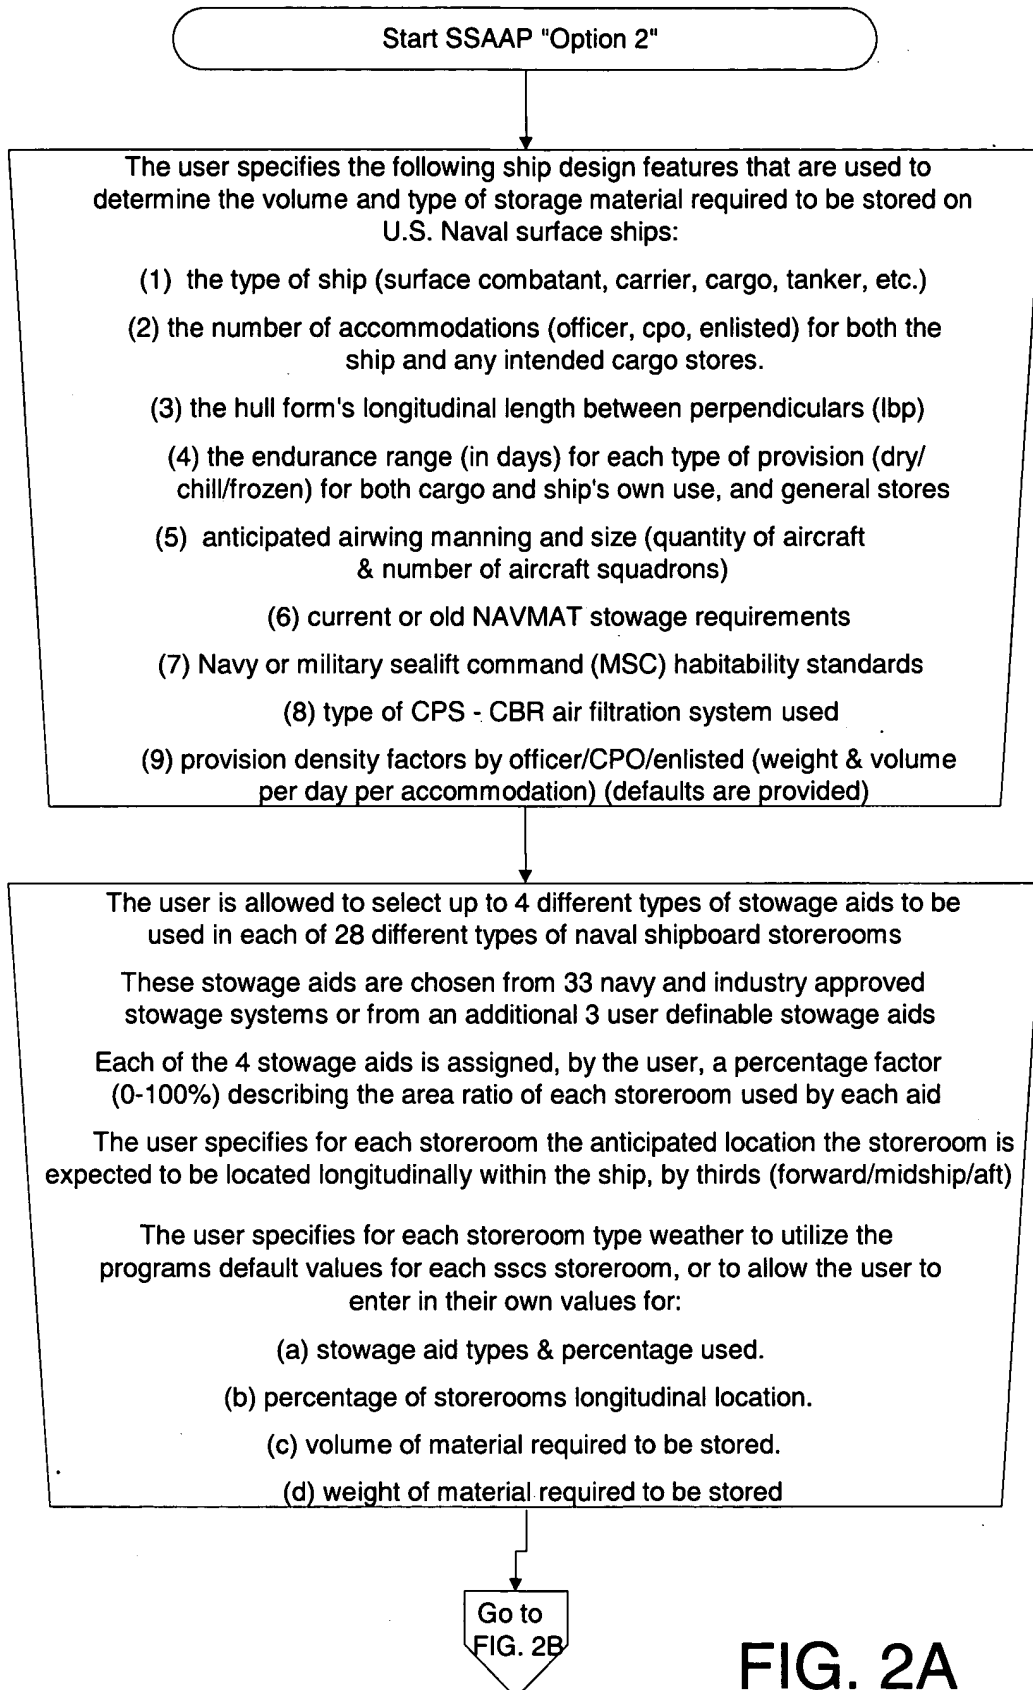 Start SSAAP "Option 2"
The user specifies the following ship design features that are used to
determine the volume and type of storage material required to be stored on
U.S. Naval surface ships:
(1) the type of ship (surface combatant, carrier, cargo, tanker, etc.)
(2) the number of accommodations (officer, cpo, enlisted) for both the
ship and any intended cargo stores.
(3) the hull form's longitudinal length between perpendiculars (lbp)
(4) the endurance range (in days) for each type of provision (dry/
chill/frozen) for both cargo and ship's own use, and general stores
(5) anticipated airwing manning and size (quantity of aircraft
& number of aircraft squadrons)
(6) current or old NAVMAT stowage requirements
(7) Navy or military sealift command (MSC) habitability standards
(8) type of CPS - CBR air filtration system used
(9) provision density factors by officer/CPO/enlisted (weight & volume
per day per accommodation) (defaults are provided)
The user is allowed to select up to 4 different types of stowage aids to be
used in each of 28 different types of naval shipboard storerooms
These stowage aids are chosen from 33 navy and industry approved
stowage systems or from an additional 3 user definable stowage aids
Each of the 4 stowage aids is assigned, by the user, a percentage factor
(0-100%) describing the area ratio of each storeroom used by each aid
The user specifies for each storeroom the anticipated location the storeroom is
expected to be located longitudinally within the ship, by thirds (forward/midship/aft)
The user specifies for each storeroom type weather to utilize the
programs default values for each sscs storeroom, or to allow the user to
enter in their own values for:
(a) stowage aid types & percentage used.
(b) percentage of storerooms longitudinal location.
(c) volume of material required to be stored.
(d) weight of material required to be stored
Go to
FIG. 2B
FIG. 2A